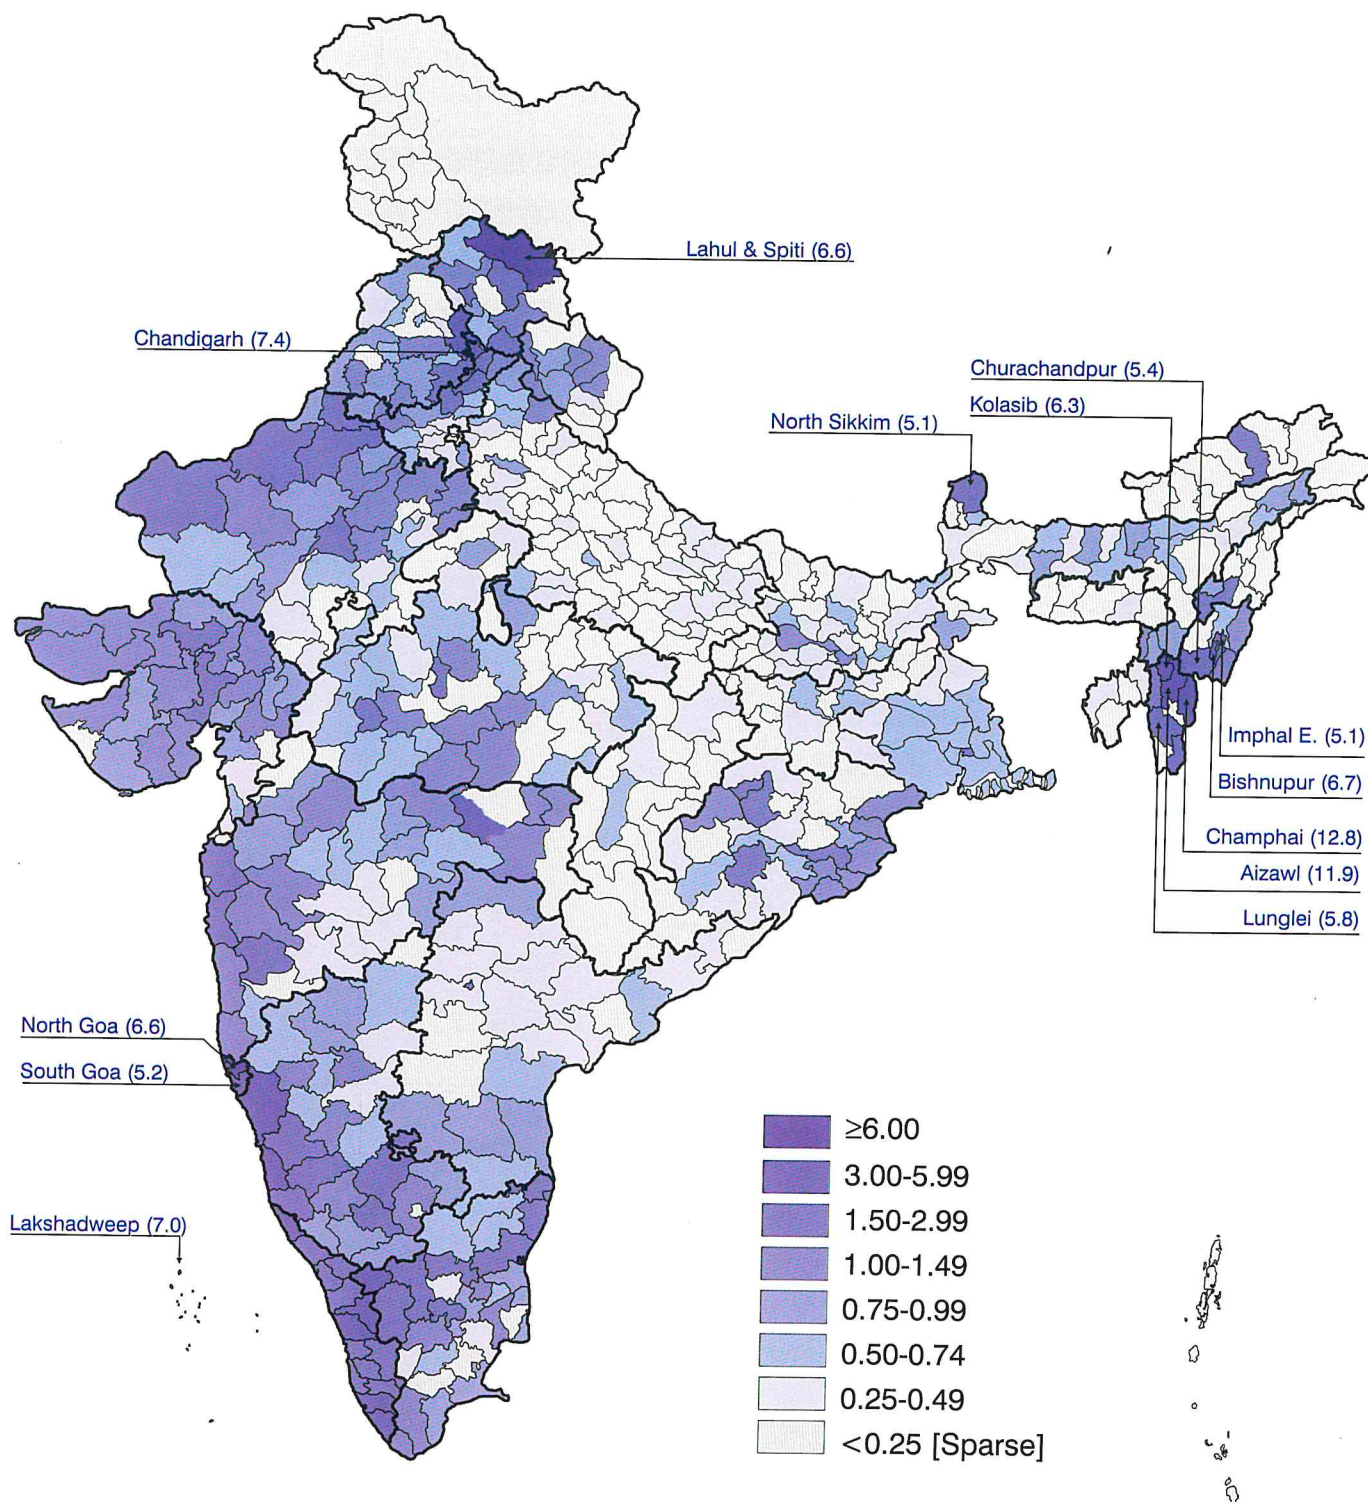 Lahul & Spiti (6.6)
Chandigarh (7.4)
Churachandpur (5.4)
Kolasib (6.3)
North Sikkim (5.1)
Imphal E. (5.1)
Bishnupur (6.7)
Champhai (12.8)
Aizawl (11.9)
Lunglei (5.8)
North Goa (6.6)
South Goa (5.2)
Lakshadweep (7.0)
≥6.00
3.00-5.99
1.50-2.99
1.00-1.49
0.75-0.99
0.50-0.74
0.25-0.49
<0.25 [Sparse]